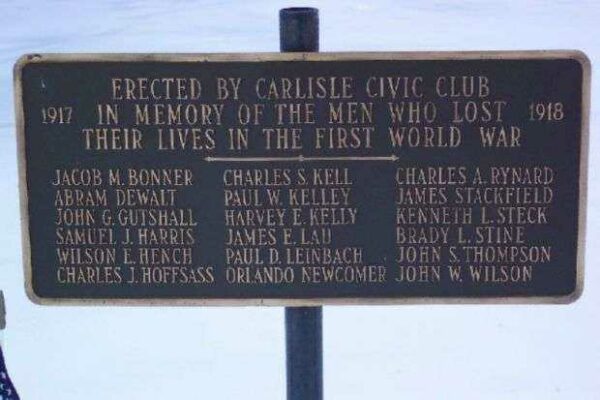 ERECTED BY CARLISLE CIVIC CLUB
1917 IN MEMORY OF THE MEN WHO LOST 1918
THEIR LIVES IN THE FIRST WORLD WAR
JACOB M. BONNER
ABRAM DEWALT
JOHN G. GUTSHALL
SAMUEL J. HARRIS
WILSON E. HENCH
CHARLES J. HOFFSASS
CHARLES S. KELL
PAUL W. KELLEY
HARVEY E. KELLY
JAMES E. LAU
PAUL D. LEINBACH
ORLANDO NEWCOMER
CHARLES A. RYNARD
JAMES STACKFIELD
KENNETH L. STECK
BRADY L. STINE
JOHN S. THOMPSON
JOHN W. WILSON